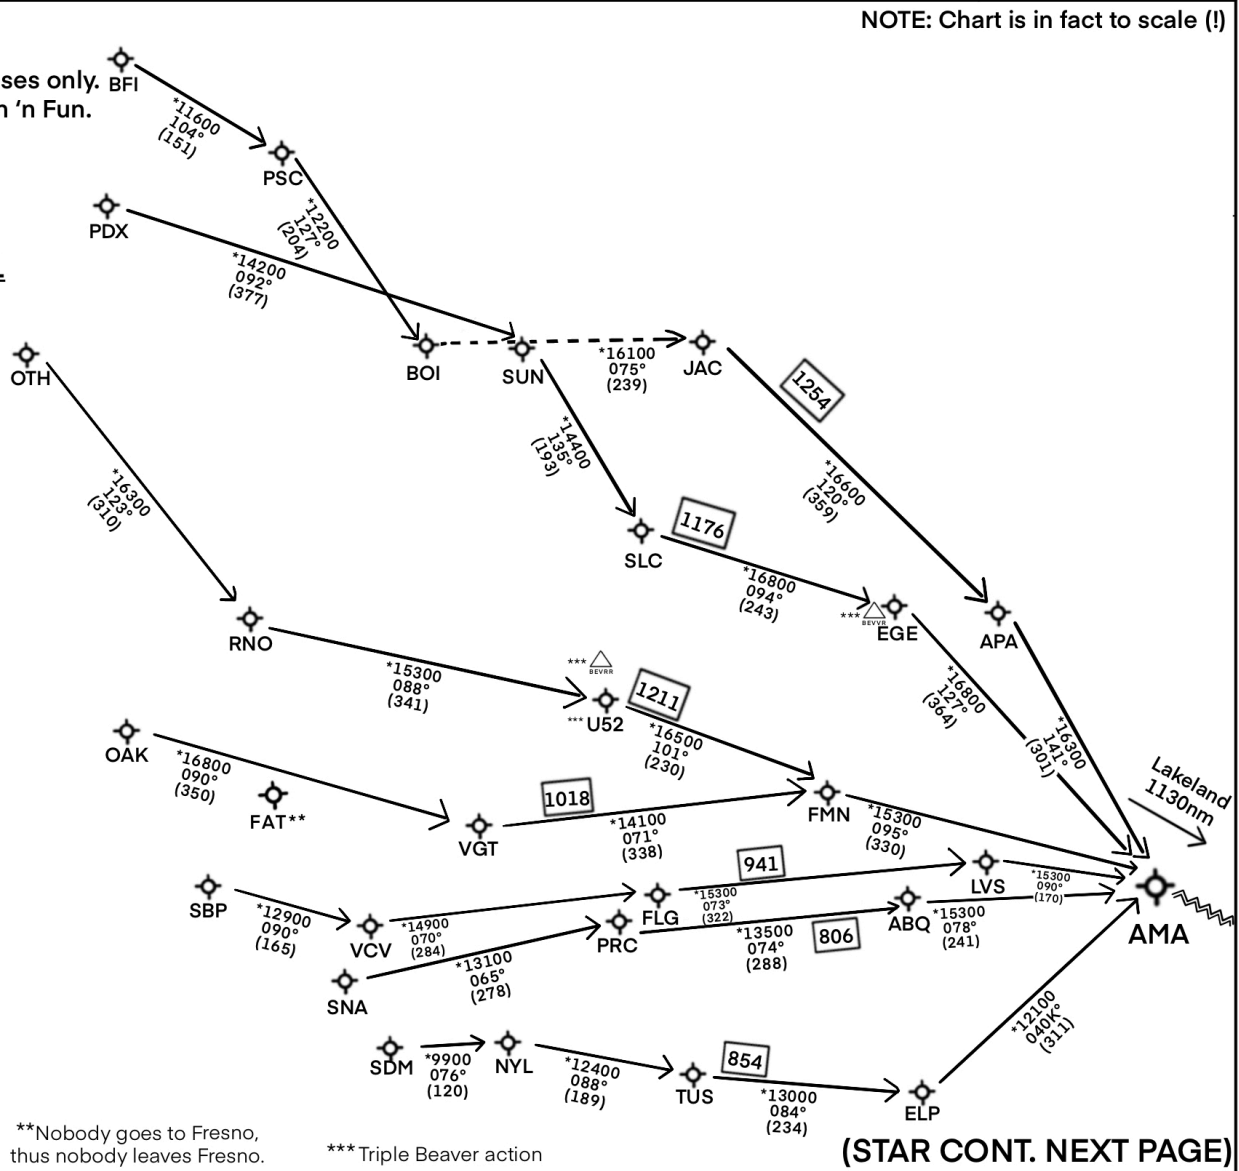 NOTE: Chart is in fact to scale (!)
ses only.
n ‘n Fun.
BFI
*11600
104°
(151)
PSC
*12200
127°
(204)
PDX
*14200
092°
(377)
OTH
BOI
SUN
*16100
075°
(239)
JAC
1254
*16600
120°
(359)
*14400
135°
(193)
*16300
123°
(310)
SLC
1176
*16800
094°
(243)
***
BEVVR
EGE
APA
RNO
*15300
088°
(341)
***
BEVRR
***U52
1211
*16500
101°
(230)
*16800
127°
(364)
*16300
141°
(301)
Lakeland
1130nm
OAK
*16800
090°
(350)
FAT**
VGT
1018
*14100
071°
(338)
FMN
*15300
095°
(330)
SBP
*12900
090°
(165)
VCV
*14900
070°
(284)
FLG
941
*15300
073°
(322)
LVS
*15300
090°
(170)
SNA
*13100
065°
(278)
PRC
*13500
074°
(288)
806
ABQ
*15300
078°
(241)
AMA
SDM
*9900
076°
(120)
NYL
*12400
088°
(189)
TUS
854
*13000
084°
(234)
ELP
*12100
040K°
(311)
**Nobody goes to Fresno,
thus nobody leaves Fresno.
***Triple Beaver action
(STAR CONT. NEXT PAGE)